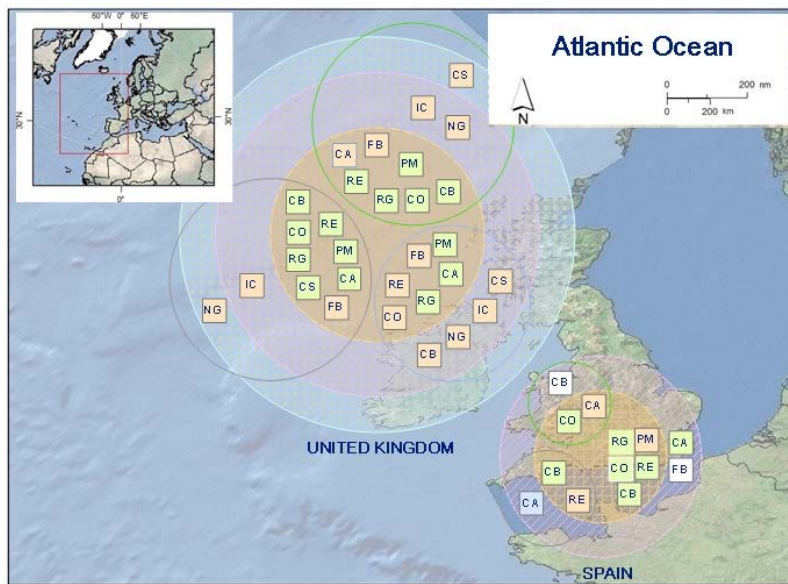 60°W 0° 60°E
30°N
30°N
0°
Atlantic Ocean
N
0 200 nm
0 200 km
CS
IC
NG
FB
CA
PM
RE
CB
RG
CO
CB
RE
CO
PM
RG
CA
CS
FB
IC
NG
PM
FB
CA
RE
RG
CO
CS
IC
NG
CB
UNITED KINGDOM
CB
CA
CO
RG
PM
CA
CB
CO
RE
FB
CA
RE
CB
SPAIN